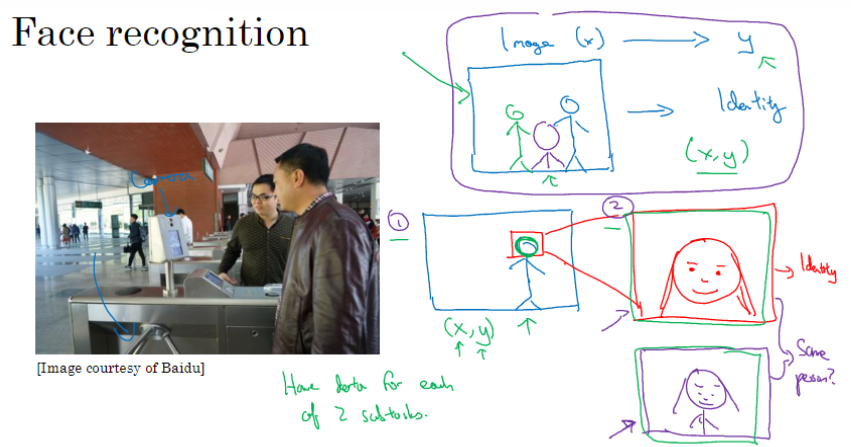 Face recognition
Image (x) → y
Identity
(x,y)
Camera
1
2
Identity
(x, y)
Same
person?
[Image courtesy of Baidu]
Have data for each
of 2 subtasks.